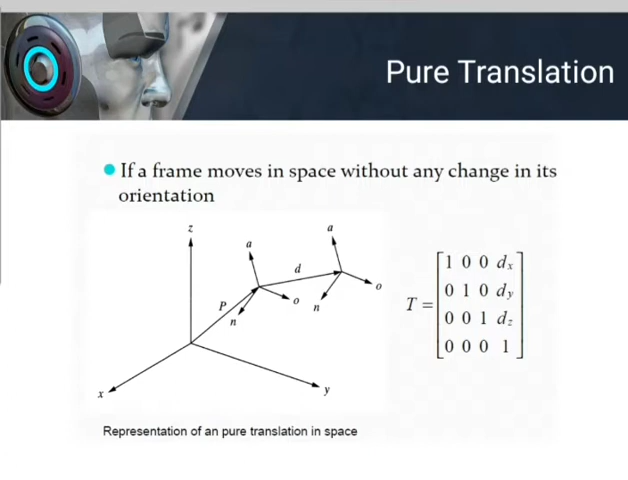 Pure Translation
If a frame moves in space without any change in its
orientation
z
a
a
d
o
P
o
n
n
x
y
T =
1 0 0 dx
0 1 0 dy
0 0 1 dz
0 0 0 1
Representation of an pure translation in space